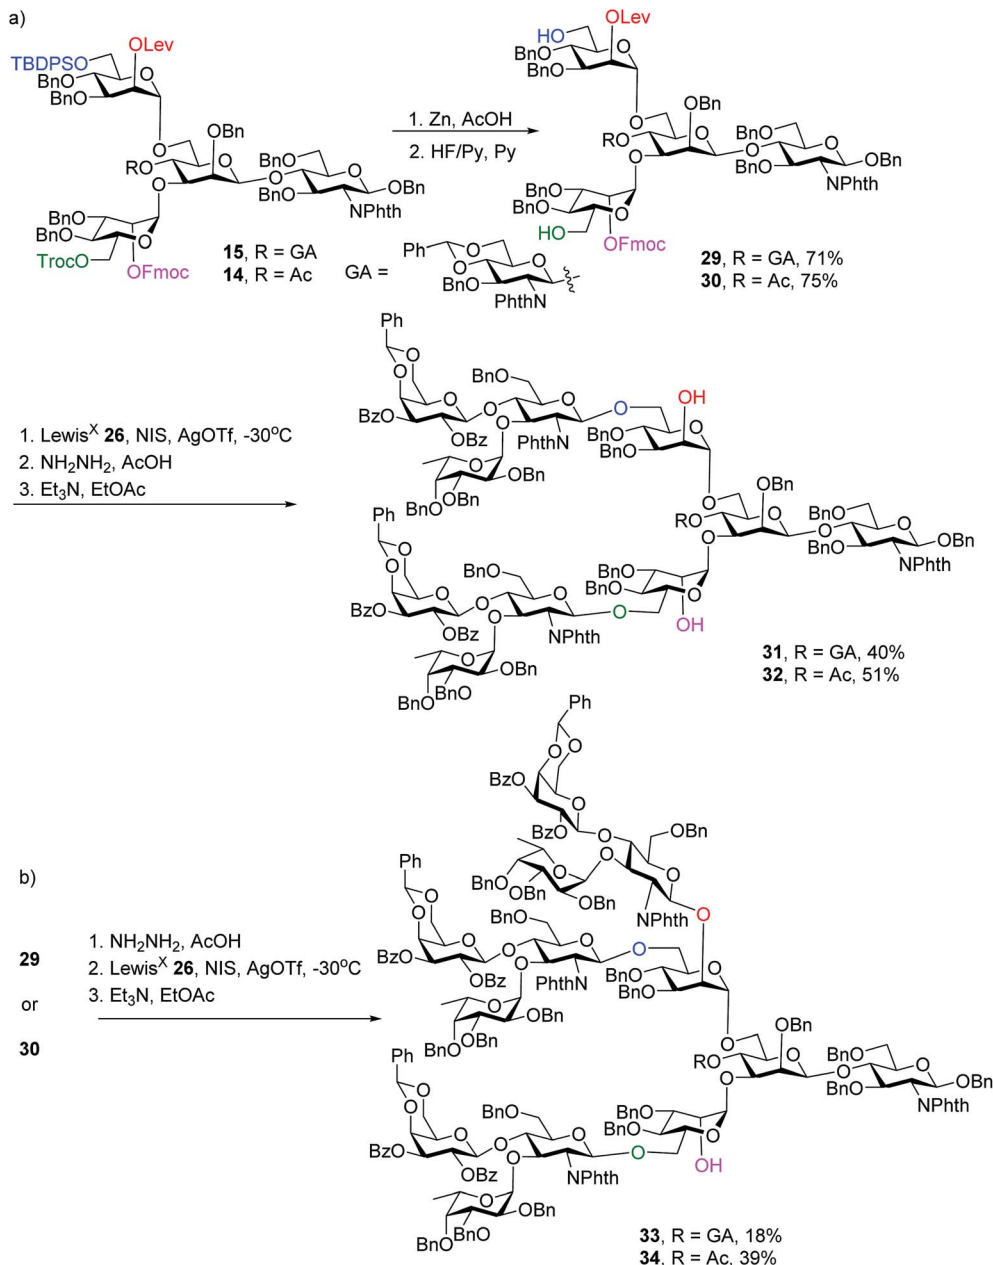 a)
OLev
TBDPSO
BnO
BnO
O
O
O
OBn
RO
O
BnO
O
O
BnO
O
OBn
NPhth
BnO
BnO
O
TrocO
OFmoc
15, R = GA
14, R = Ac
1. Zn, AcOH
2. HF/Py, Py
GA =
Ph
O
O
O
BnO
PhthN
HO
OLev
O
BnO
BnO
O
OBn
RO
O
O
BnO
O
O
BnO
OBn
NPhth
BnO
BnO
O
HO
OFmoc
29, R = GA, 71%
30, R = Ac, 75%
1. Lewis^X 26, NIS, AgOTf, -30°C
2. NH2NH2, AcOH
3. Et3N, EtOAc
Ph
O
O
O
BzO
OBz
BnO
O
O
O
PhthN
O
OH
O
BnO
BnO
O
O
OBn
OBn
OBn
O
OBn
RO
O
O
BnO
O
O
BnO
OBn
NPhth
Ph
O
O
O
BzO
OBz
BnO
O
O
O
NPhth
O
BnO
BnO
O
OH
O
O
OBn
BnO
BnO
31, R = GA, 40%
32, R = Ac, 51%
b)
29
or
30
1. NH2NH2, AcOH
2. Lewis^X 26, NIS, AgOTf, -30°C
3. Et3N, EtOAc
Ph
O
O
BzO
O
BzO
O
OBn
O
O
O
BnO
OBn
OBn
NPhth
O
Ph
O
O
O
BzO
OBz
BnO
O
O
O
PhthN
O
O
BnO
BnO
O
O
OBn
OBn
BnO
O
OBn
RO
O
O
BnO
O
O
BnO
OBn
NPhth
Ph
O
O
O
BzO
OBz
BnO
O
O
O
NPhth
O
BnO
BnO
O
OH
O
O
OBn
BnO
BnO
33, R = GA, 18%
34, R = Ac, 39%